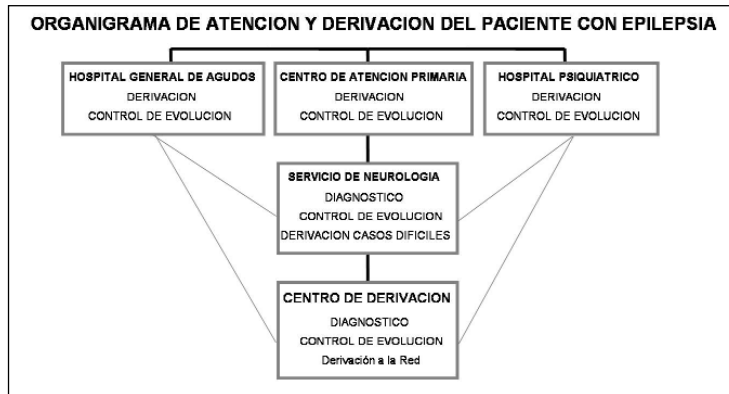 ORGANIGRAMA DE ATENCION Y DERIVACION DEL PACIENTE CON EPILEPSIA
HOSPITAL GENERAL DE AGUDOS
DERIVACION
CONTROL DE EVOLUCION
CENTRO DE ATENCION PRIMARIA
DERIVACION
CONTROL DE EVOLUCION
HOSPITAL PSIQUIATRICO
DERIVACION
CONTROL DE EVOLUCION
SERVICIO DE NEUROLOGIA
DIAGNOSTICO
CONTROL DE EVOLUCION
DERIVACION CASOS DIFICILES
CENTRO DE DERIVACION
DIAGNOSTICO
CONTROL DE EVOLUCION
Derivación a la Red